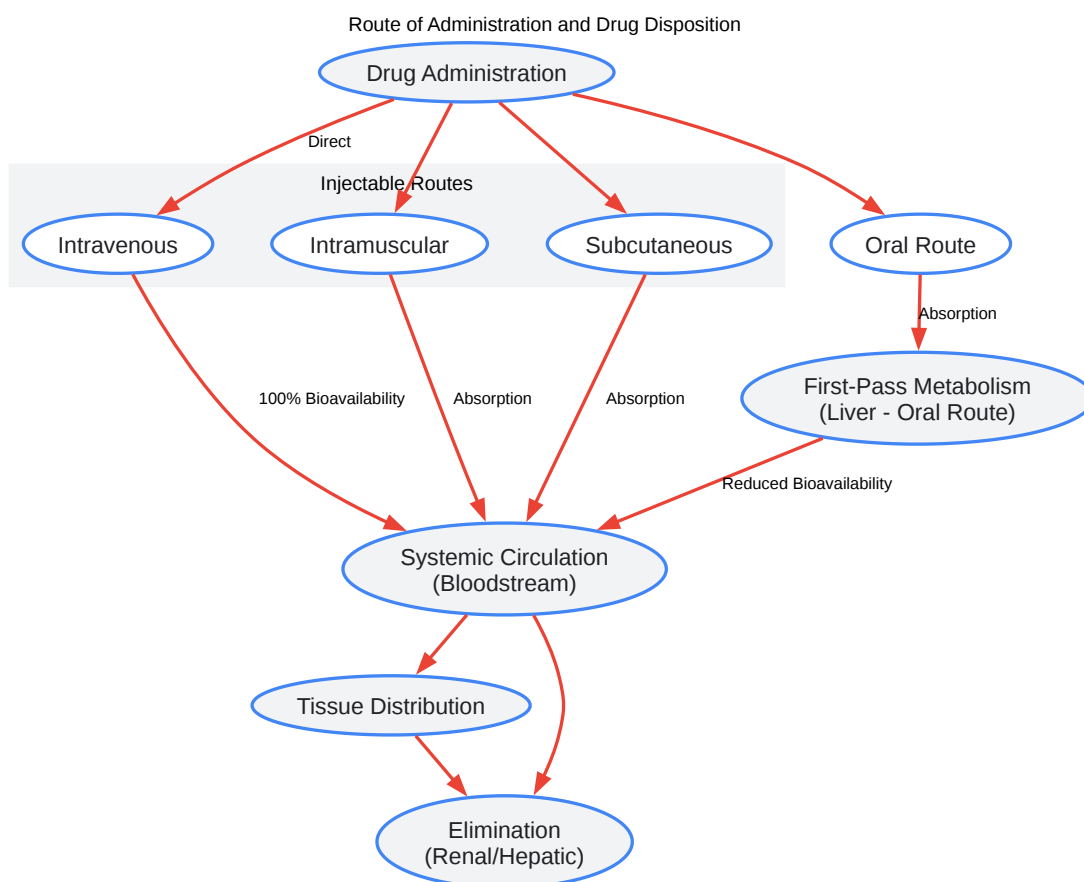 Route of Administration and Drug Disposition
Drug Administration
Direct
Injectable Routes
Intravenous
Intramuscular
Subcutaneous
Oral Route
Absorption
First-Pass Metabolism
(Liver - Oral Route)
100% Bioavailability
Absorption
Absorption
Reduced Bioavailability
Systemic Circulation
(Bloodstream)
Tissue Distribution
Elimination
(Renal/Hepatic)